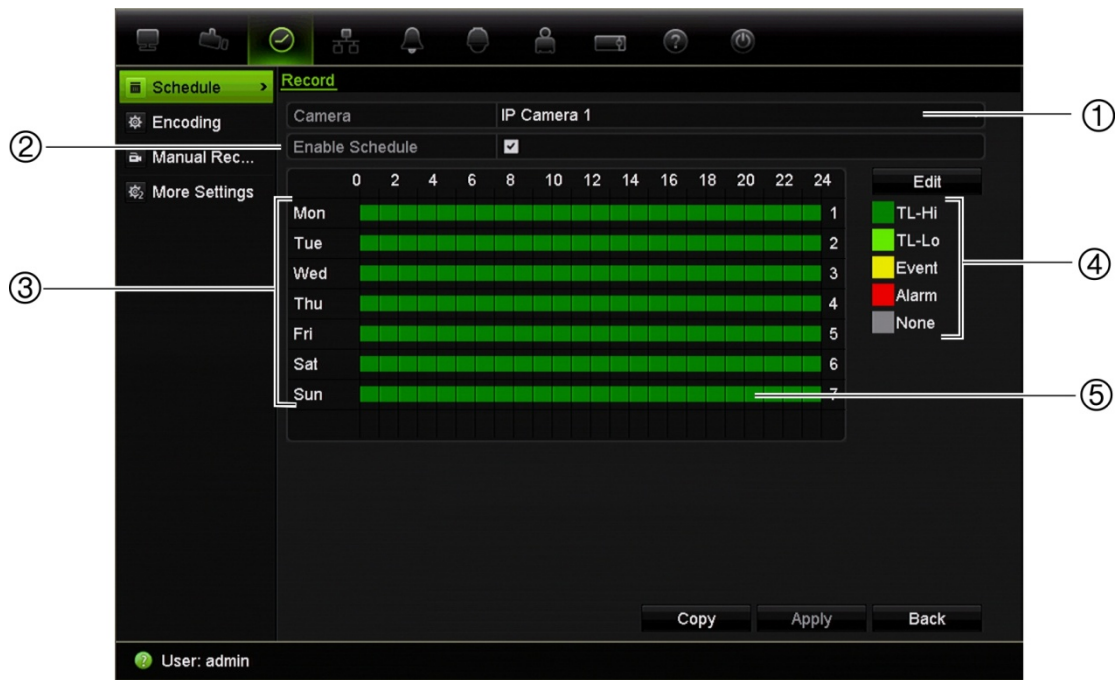 Schedule
Encoding
Manual Rec...
More Settings
Record
Camera IP Camera 1
Enable Schedule
0 2 4 6 8 10 12 14 16 18 20 22 24
Mon 1
Tue 2
Wed 3
Thu 4
Fri 5
Sat 6
Sun 7
Edit
TL-Hi
TL-Lo
Event
Alarm
None
Copy Apply Back
? User: admin
?
①
②
③
④
⑤